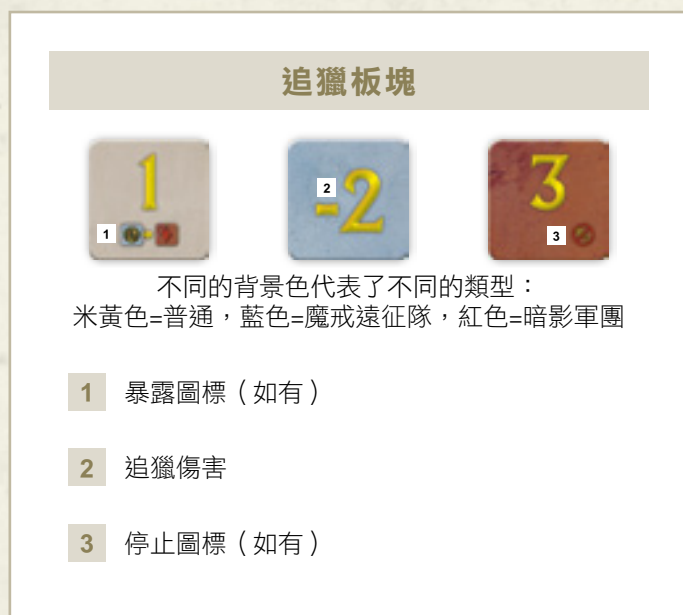 追獵板塊
1
-2
3
1
2
3
不同的背景色代表了不同的類型：
米黃色=普通，藍色=魔戒遠征隊，紅色=暗影軍團
1 暴露圖標（如有）
2 追獵傷害
3 停止圖標（如有）